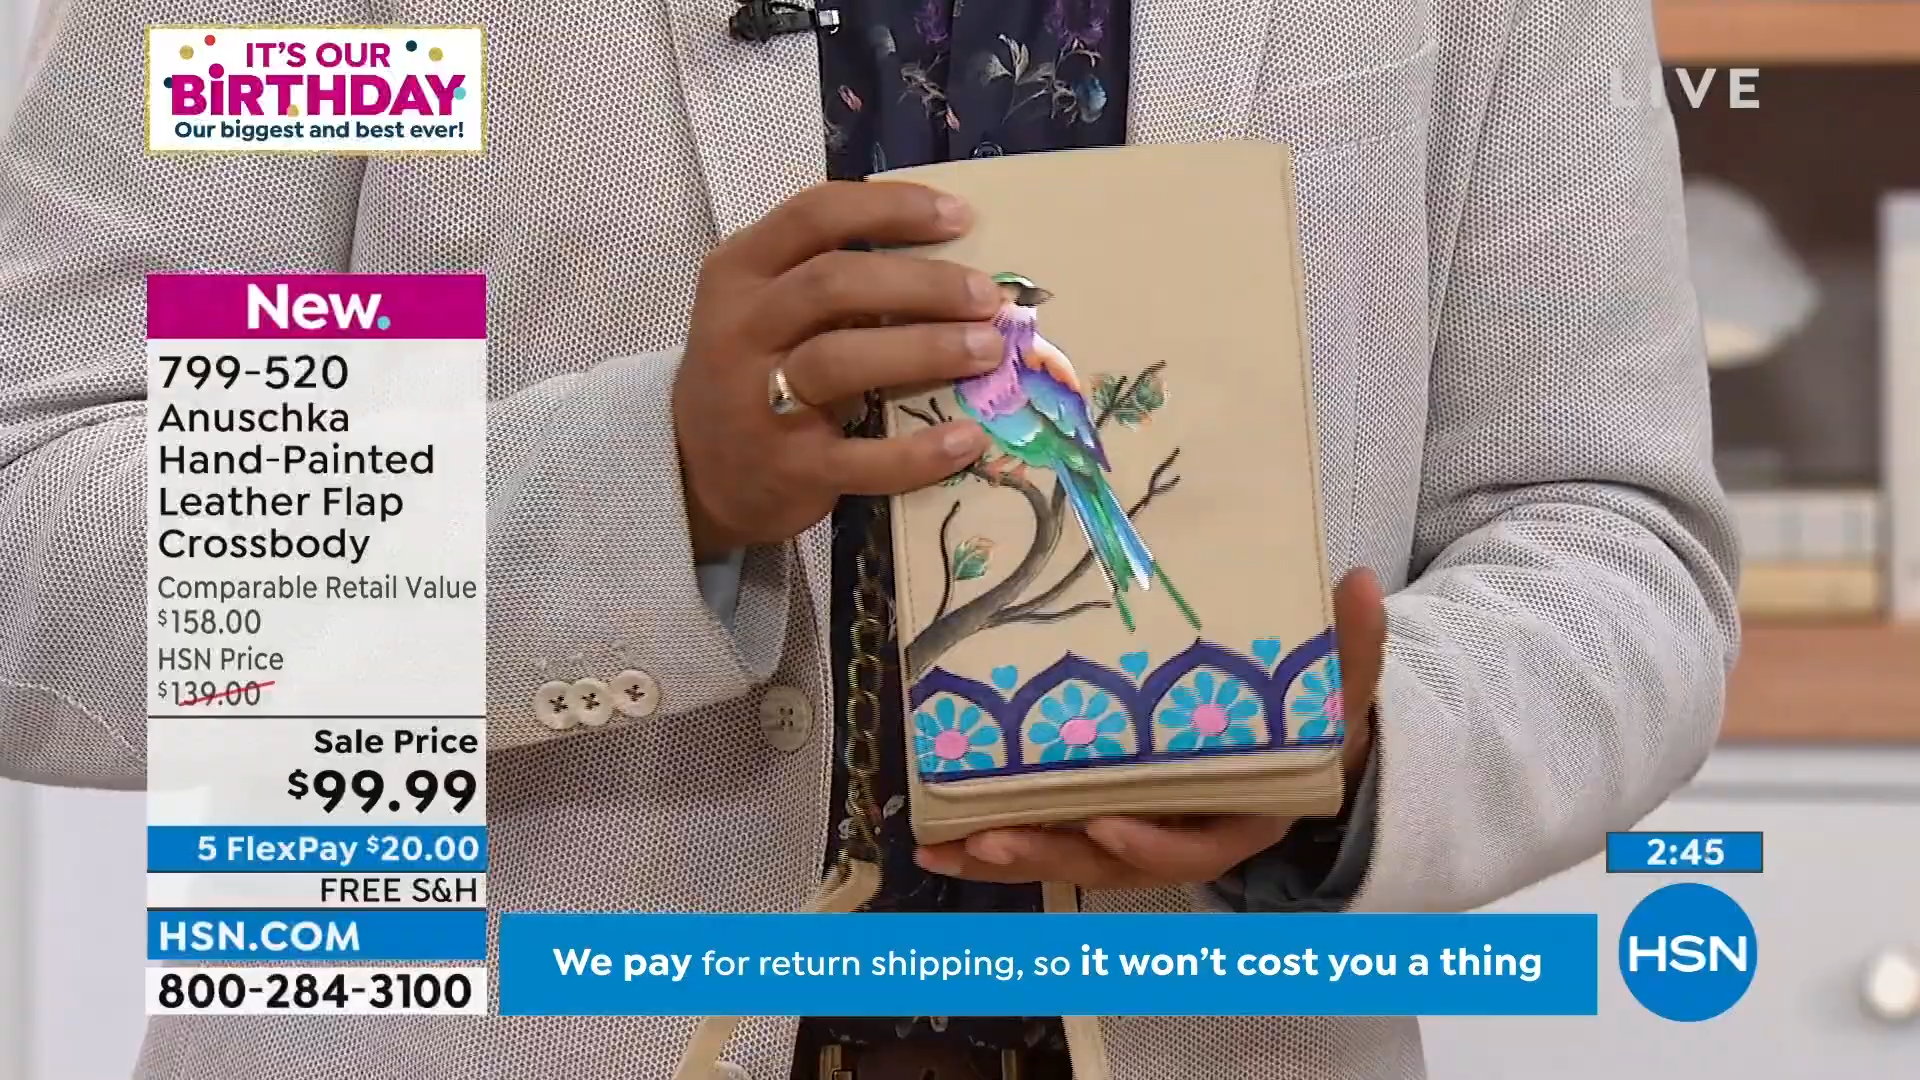 IT'S OUR
BiRTHDAY
Our biggest and best ever!
LIVE
New.
799-520
Anuschka
Hand-Painted
Leather Flap
Crossbody
Comparable Retail Value
$158.00
HSN Price
$139.00
Sale Price
$99.99
5 FlexPay $20.00
FREE S&H
HSN.COM
800-284-3100
We pay for return shipping, so it won't cost you a thing
2:45
HSN